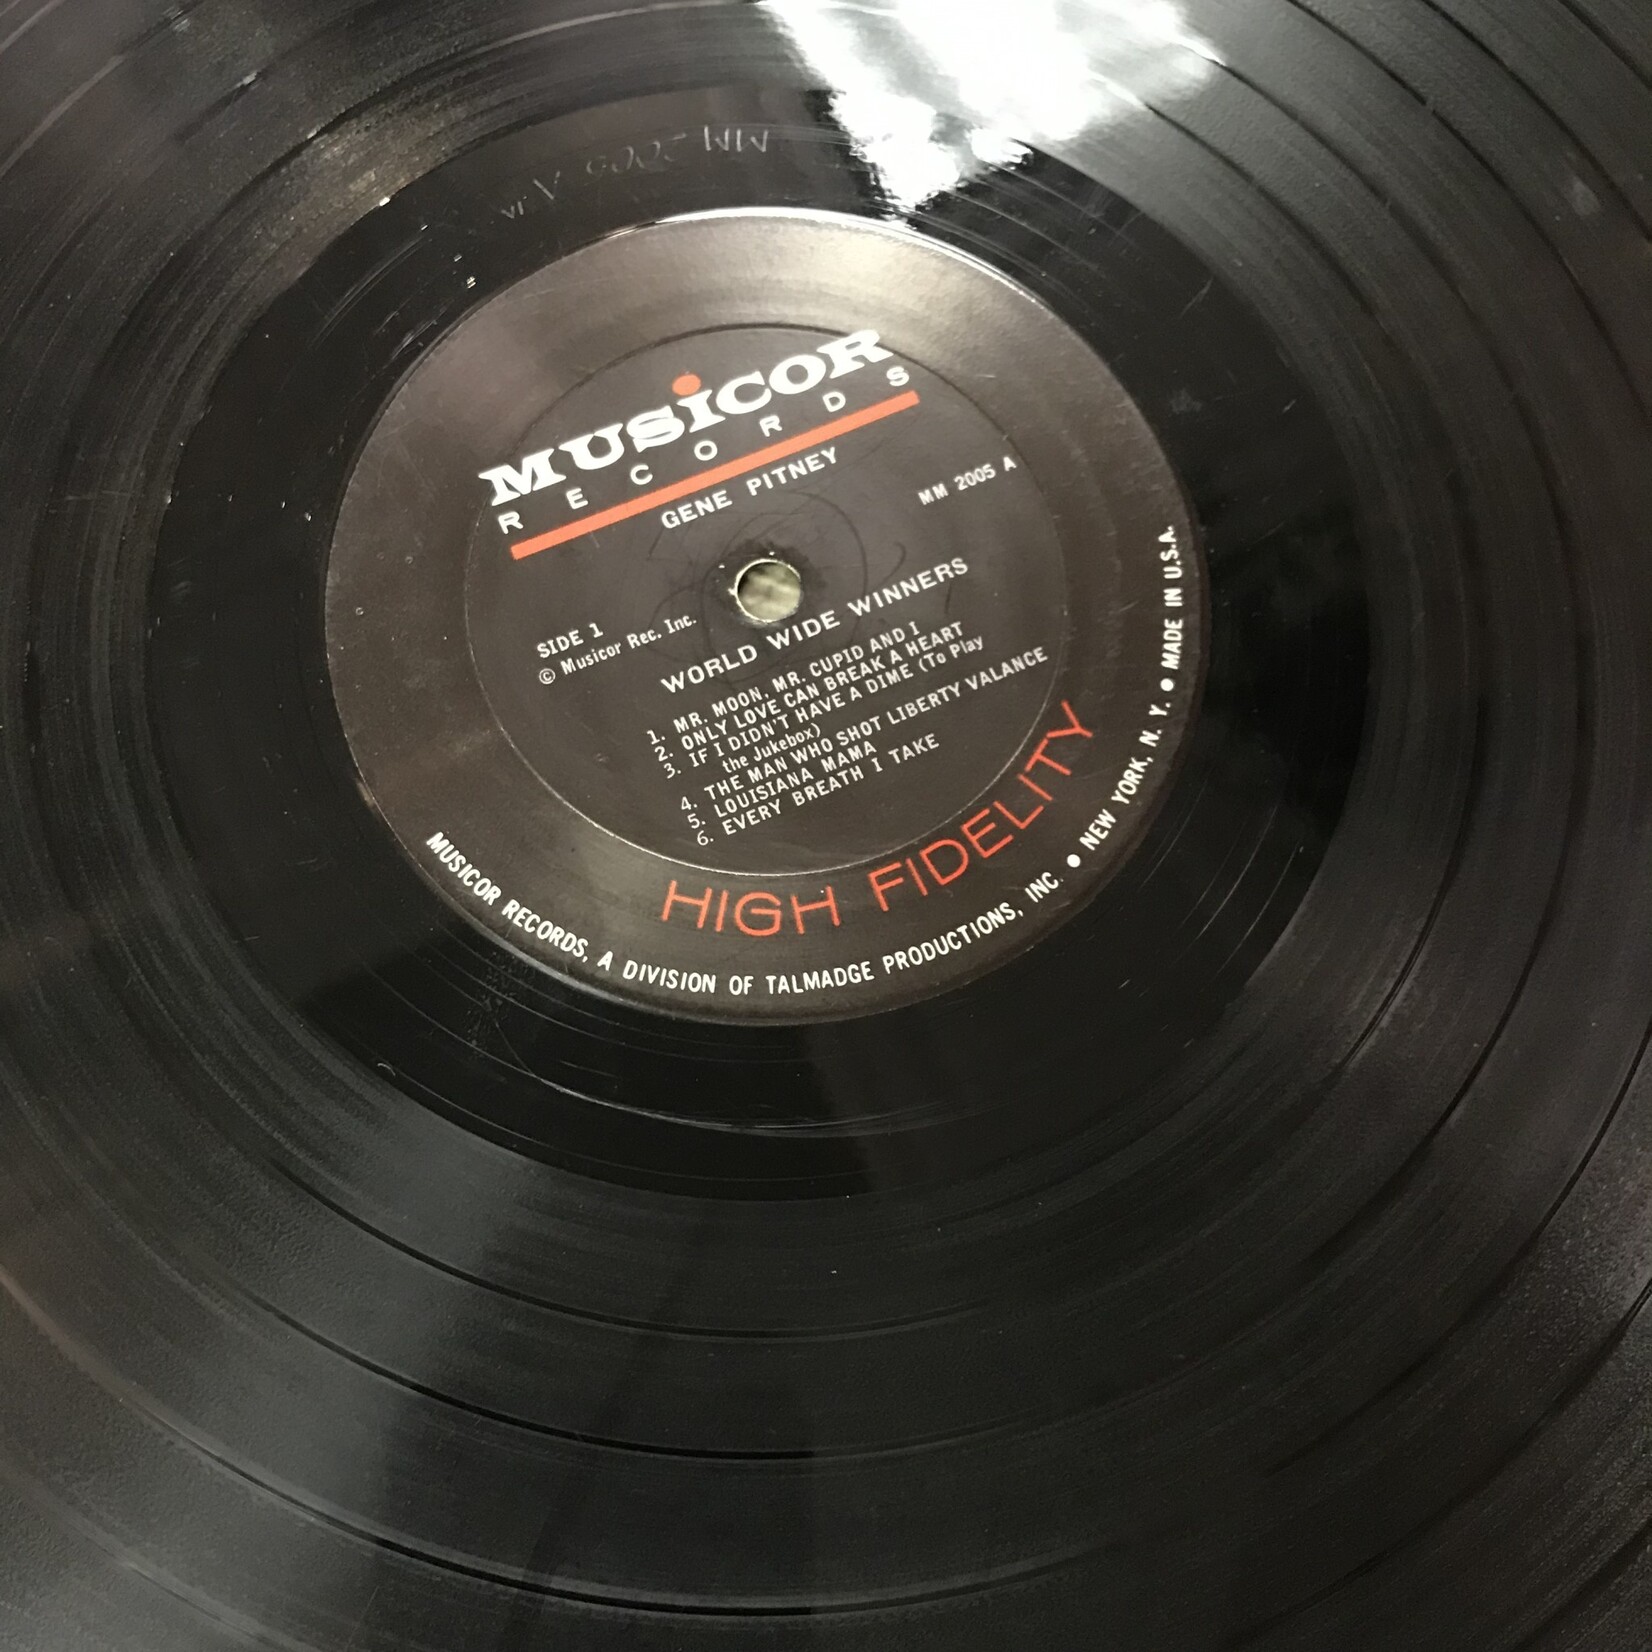 MM 2005 A
MUSiCOR
RECORDS
GENE PITNEY
MM 2005 A
SIDE 1
© Musicor Rec. Inc.
WORLD WIDE WINNERS
1. MR. MOON, MR. CUPID AND I
2. ONLY LOVE CAN BREAK A HEART
3. IF I DIDN'T HAVE A DIME (To Play
the Jukebox)
4. THE MAN WHO SHOT LIBERTY VALANCE
5. LOUISIANA MAMA
6. EVERY BREATH I TAKE
HIGH FIDELITY
MUSICOR RECORDS, A DIVISION OF TALMADGE PRODUCTIONS, INC. ● NEW YORK, N. Y. ● MADE IN U.S.A.